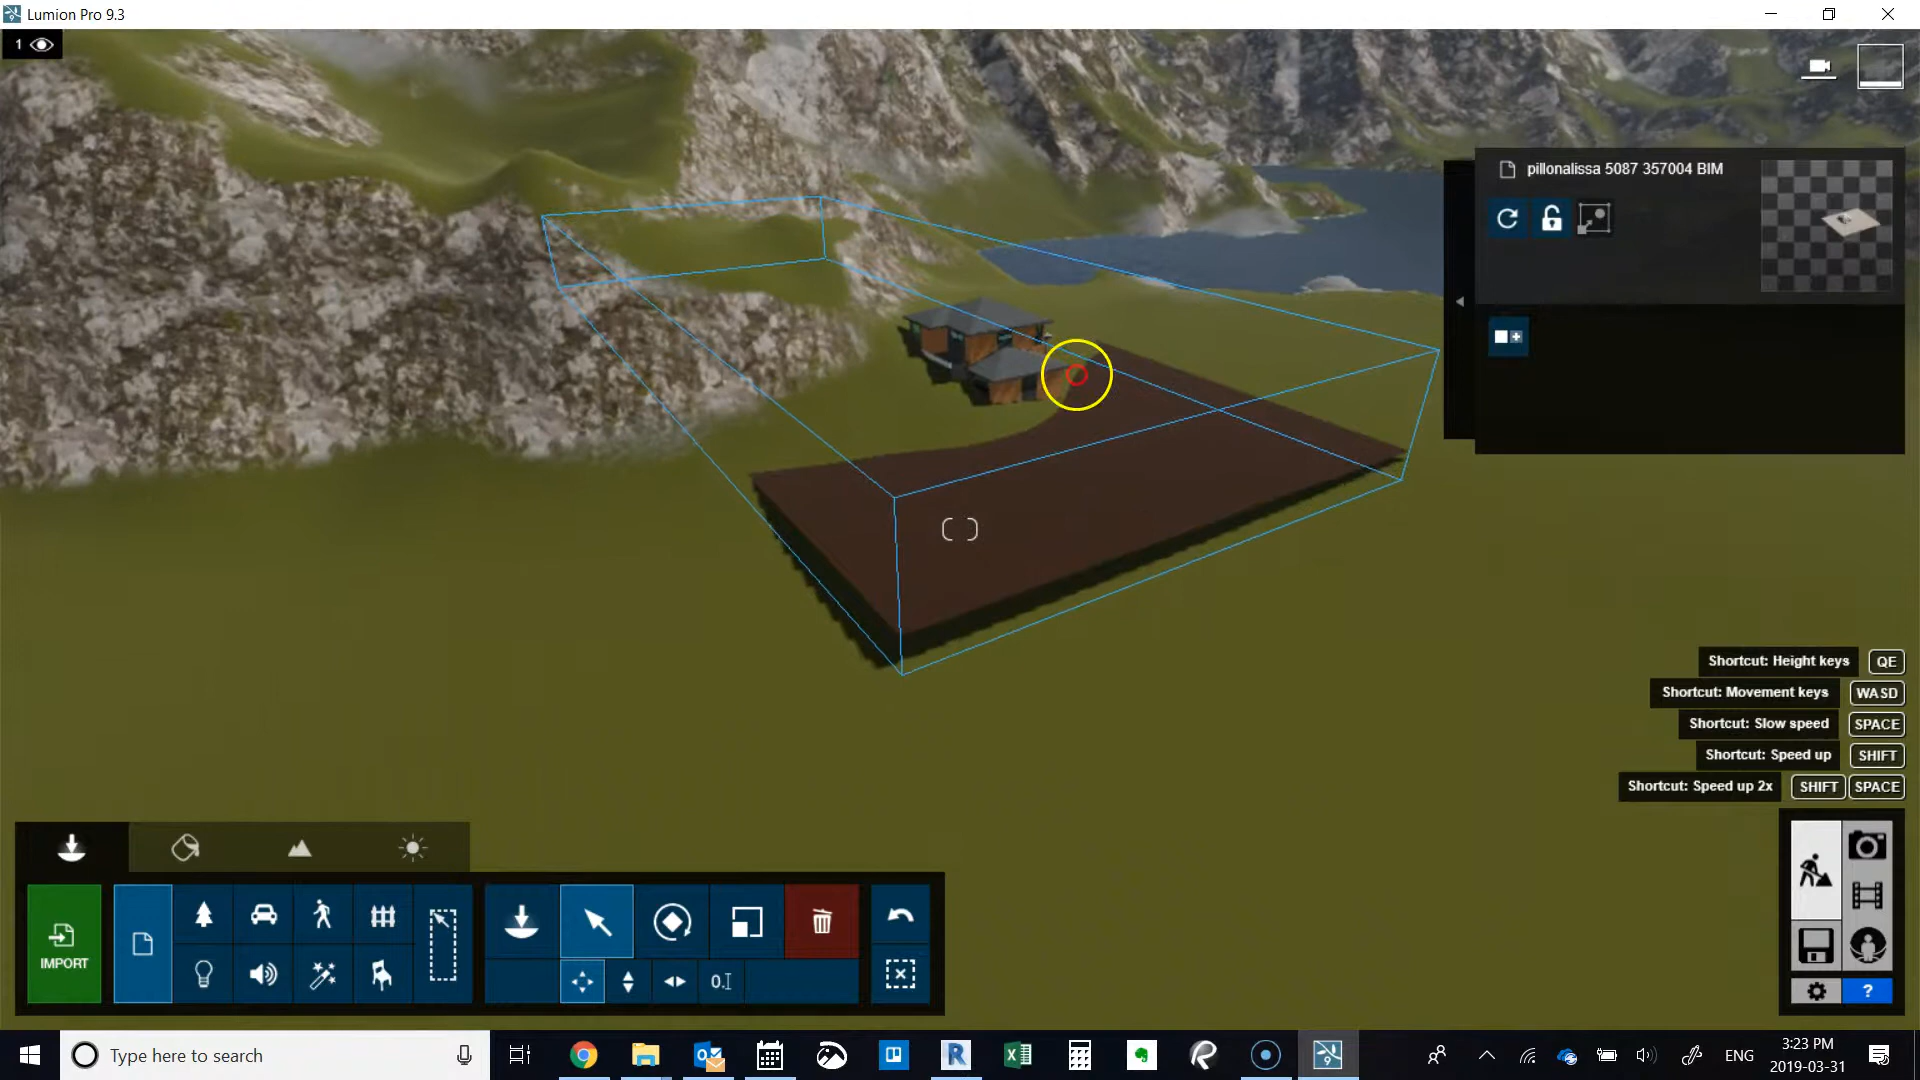 Lumion Pro 9.3
1
pillonalissa 5087 357004 BIM
Shortcut: Height keys QE
Shortcut: Movement keys WASD
Shortcut: Slow speed SPACE
Shortcut: Speed up SHIFT
Shortcut: Speed up 2x SHIFT SPACE
IMPORT
0.
?
Type here to search
ENG
3:23 PM
2019-03-31